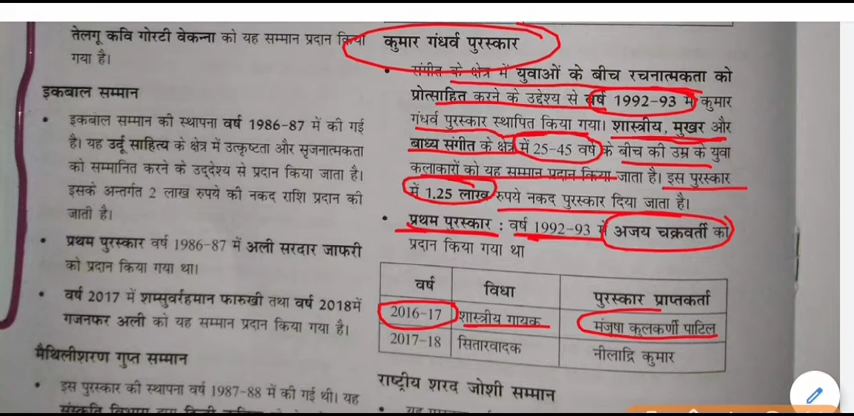 तेलगू कवि गोरटी वेकन्ना को यह सम्मान प्रदान किया
गया है।
इकबाल सम्मान
• इकबाल सम्मान की स्थापना वर्ष 1986-87 में की गई
है। यह उर्दू साहित्य के क्षेत्र में उत्कृष्टता और सृजनात्मकता
को सम्मानित करने के उद्देश्य से प्रदान किया जाता है।
इसके अन्तर्गत 2 लाख रुपये की नकद राशि प्रदान की
जाती है।
• प्रथम पुरस्कार वर्ष 1986-87 में अली सरदार जाफरी
को प्रदान किया गया था।
• वर्ष 2017 में शम्सुवर्रहमान फारुखी तथा वर्ष 2018में
गजनफर अली को यह सम्मान प्रदान किया गया है।
मैथिलीशरण गुप्त सम्मान
• इस पुरस्कार की स्थापना वर्ष 1987-88 में की गई थी। यह
कुमार गंधर्व पुरस्कार
• संगीत के क्षेत्र में युवाओं के बीच रचनात्मकता को
प्रोत्साहित करने के उद्देश्य से वर्ष 1992-93 में कुमार
गंधर्व पुरस्कार स्थापित किया गया। शास्त्रीय, मुखर और
बाध्य संगीत के क्षेत्र में 25-45 वर्ष के बीच की उम्र के युवा
कलाकारों को यह सम्मान प्रदान किया जाता है। इस पुरस्कार
में 1.25 लाख रुपये नकद पुरस्कार दिया जाता है।
• प्रथम पुरस्कार : वर्ष 1992-93 में अजय चक्रवर्ती को
प्रदान किया गया था
वर्ष विधा पुरस्कार प्राप्तकर्ता
2016-17 शास्त्रीय गायक मंजुषा कुलकर्णी पाटिल
2017-18 सितारवादक नीलाद्रि कुमार
राष्ट्रीय शरद जोशी सम्मान